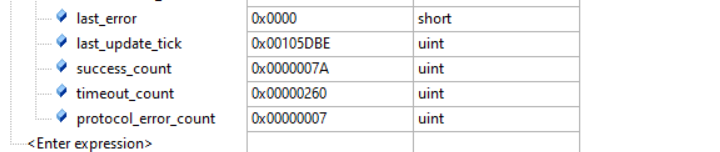 last_error 0x0000 short
last_update_tick 0x00105DBE uint
success_count 0x0000007A uint
timeout_count 0x00000260 uint
protocol_error_count 0x00000007 uint
<Enter expression>